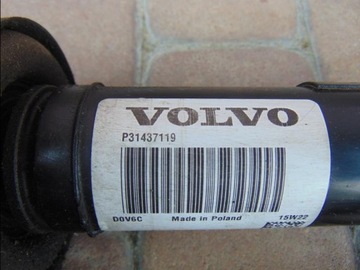 VOLVO
P31437119
D0V6C Made in Poland 15W22